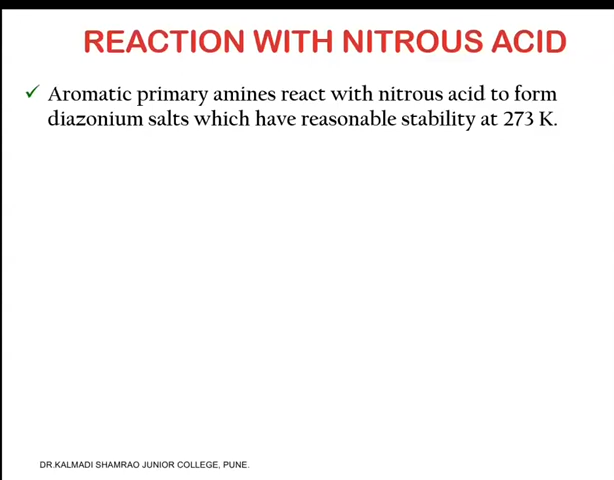 REACTION WITH NITROUS ACID
✓ Aromatic primary amines react with nitrous acid to form
diazonium salts which have reasonable stability at 273 K.
DR.KALMADI SHAMRAO JUNIOR COLLEGE, PUNE.